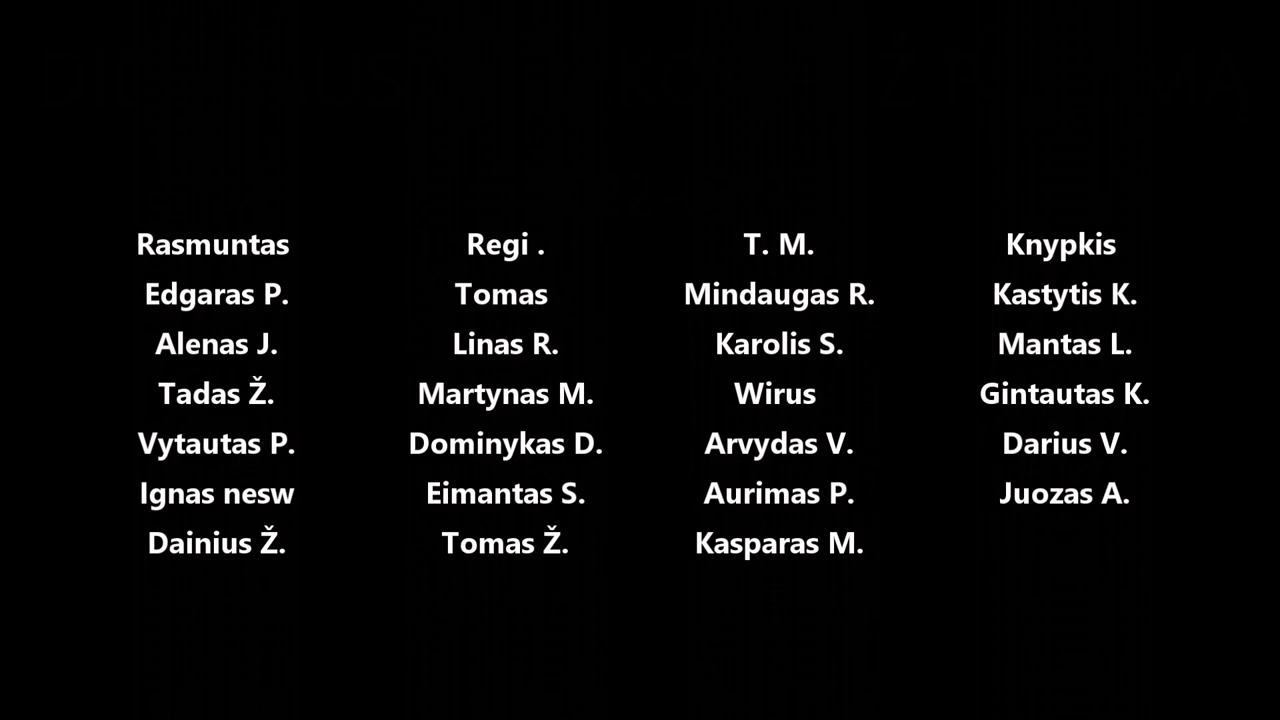 Rasmuntas Regi . T. M. Knypkis
Edgaras P. Tomas Mindaugas R. Kastytis K.
Alenas J. Linas R. Karolis S. Mantas L.
Tadas Ž. Martynas M. Wirus Gintautas K.
Vytautas P. Dominykas D. Arvydas V. Darius V.
Ignas nesw Eimantas S. Aurimas P. Juozas A.
Dainius Ž. Tomas Ž. Kasparas M.